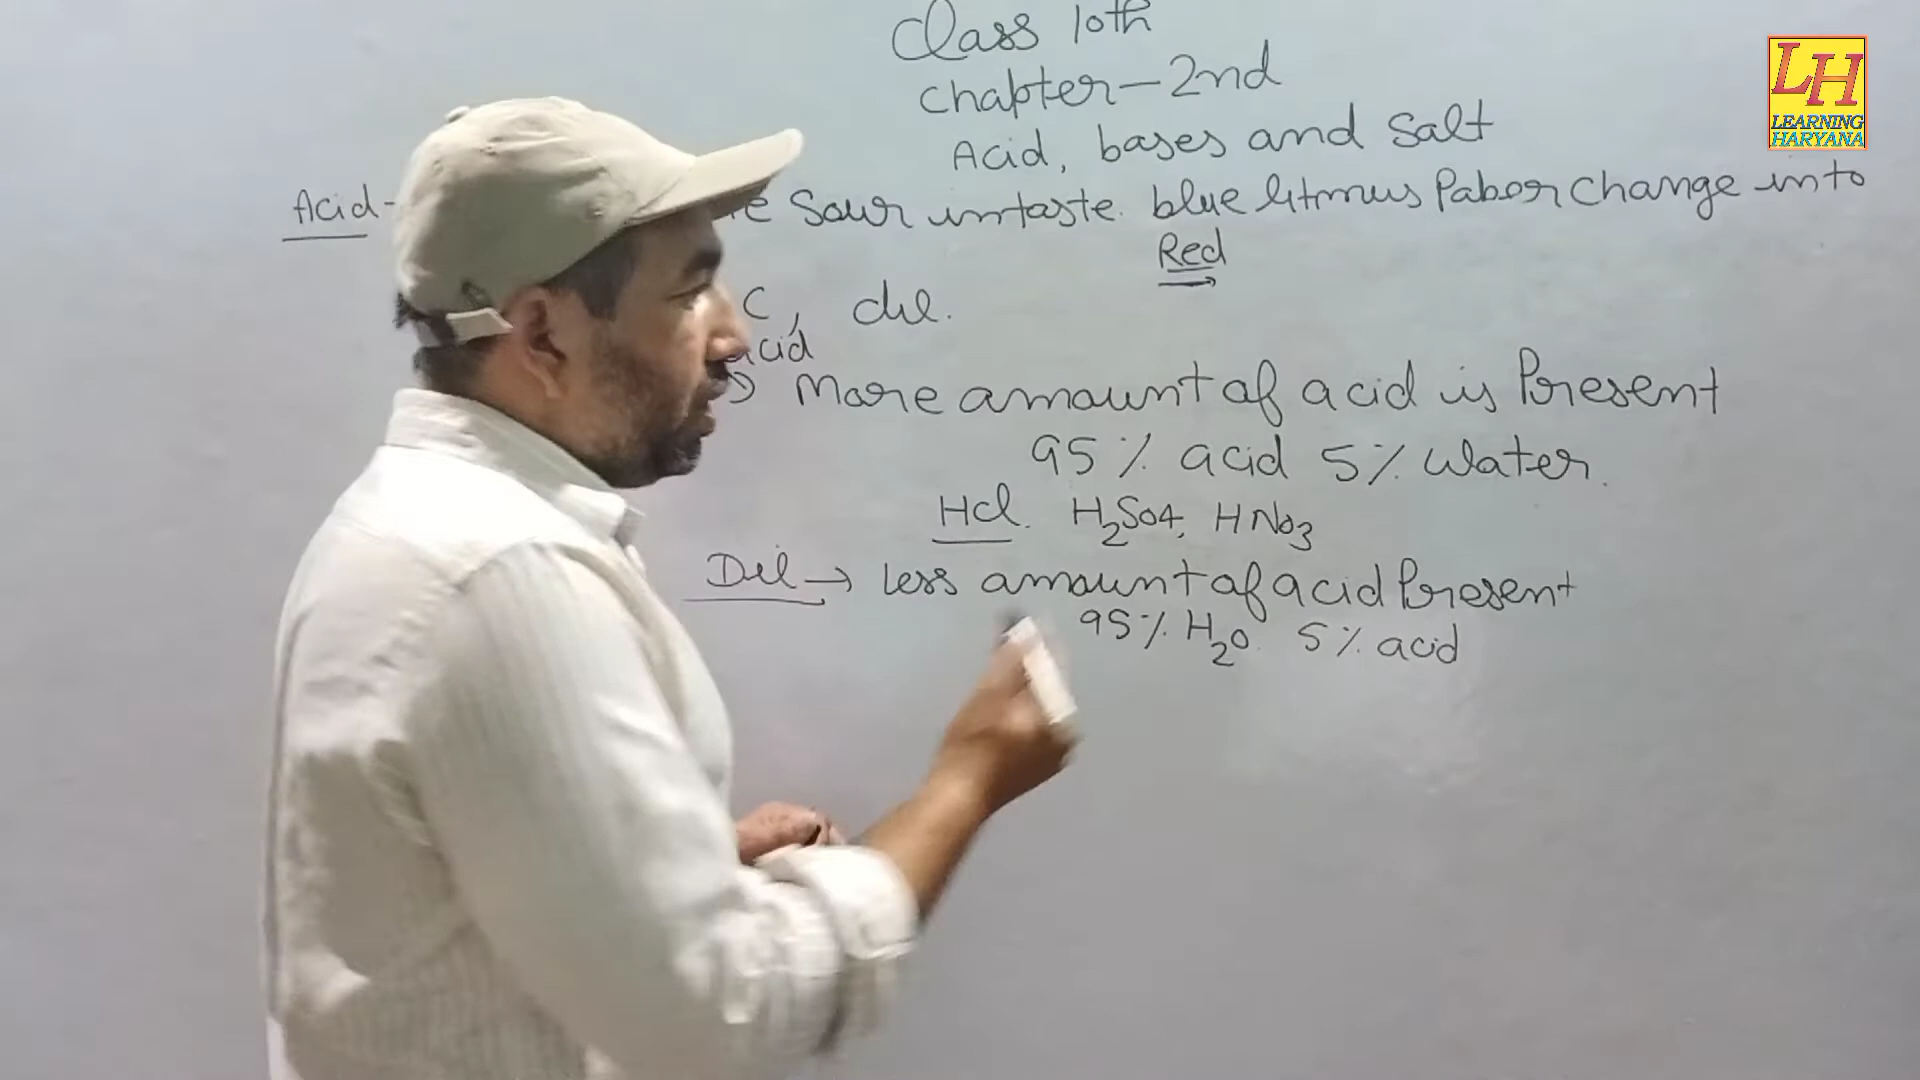 Class 10th
Chapter-2nd
Acid, bases and Salt
Acid- Sour in taste. blue litmus Paper Change into
Red
C, dil.
acid
→ More amount of acid is Present
95% acid 5% Water.
HCl. H2SO4, HNO3
Dil → less amount of acid Present
95% H2O. 5% acid
LH
LEARNING
HARYANA